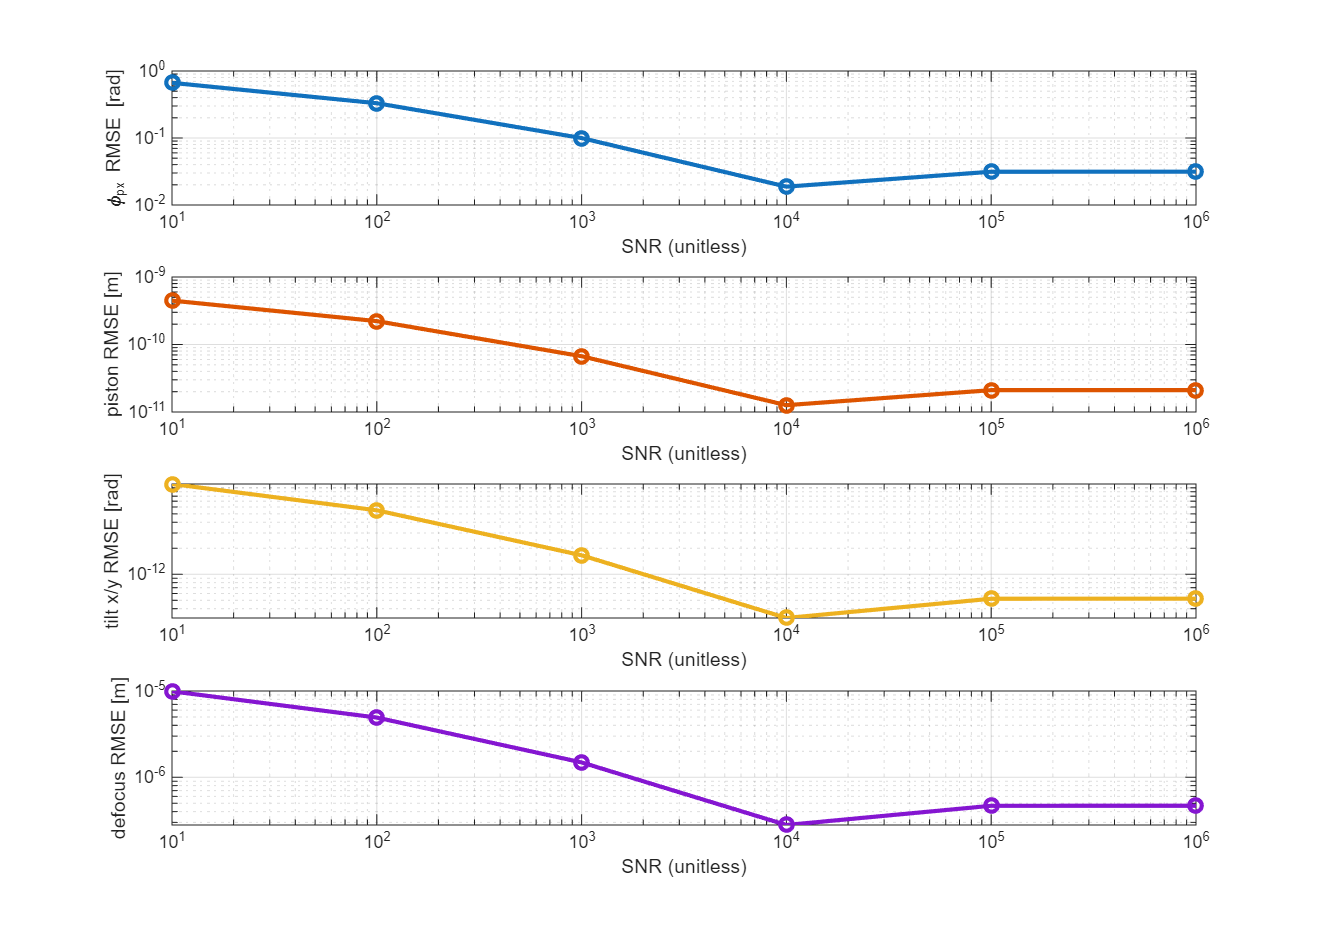 ϕpx RMSE [rad]
10^0
10^-1
10^-2
10^1 10^2 10^3 10^4 10^5 10^6
SNR (unitless)
piston RMSE [m]
10^-9
10^-10
10^-11
10^1 10^2 10^3 10^4 10^5 10^6
SNR (unitless)
tilt x/y RMSE [rad]
10^-12
10^1 10^2 10^3 10^4 10^5 10^6
SNR (unitless)
defocus RMSE [m]
10^-5
10^-6
10^1 10^2 10^3 10^4 10^5 10^6
SNR (unitless)